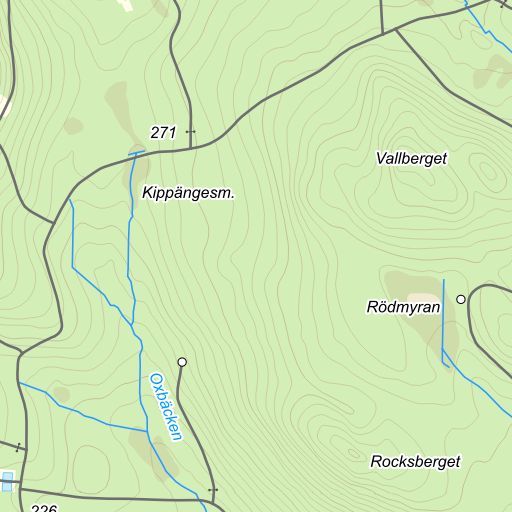 271
Vallberget
Kippängesm.
Rödmyran
Oxbäcken
Rocksberget
226